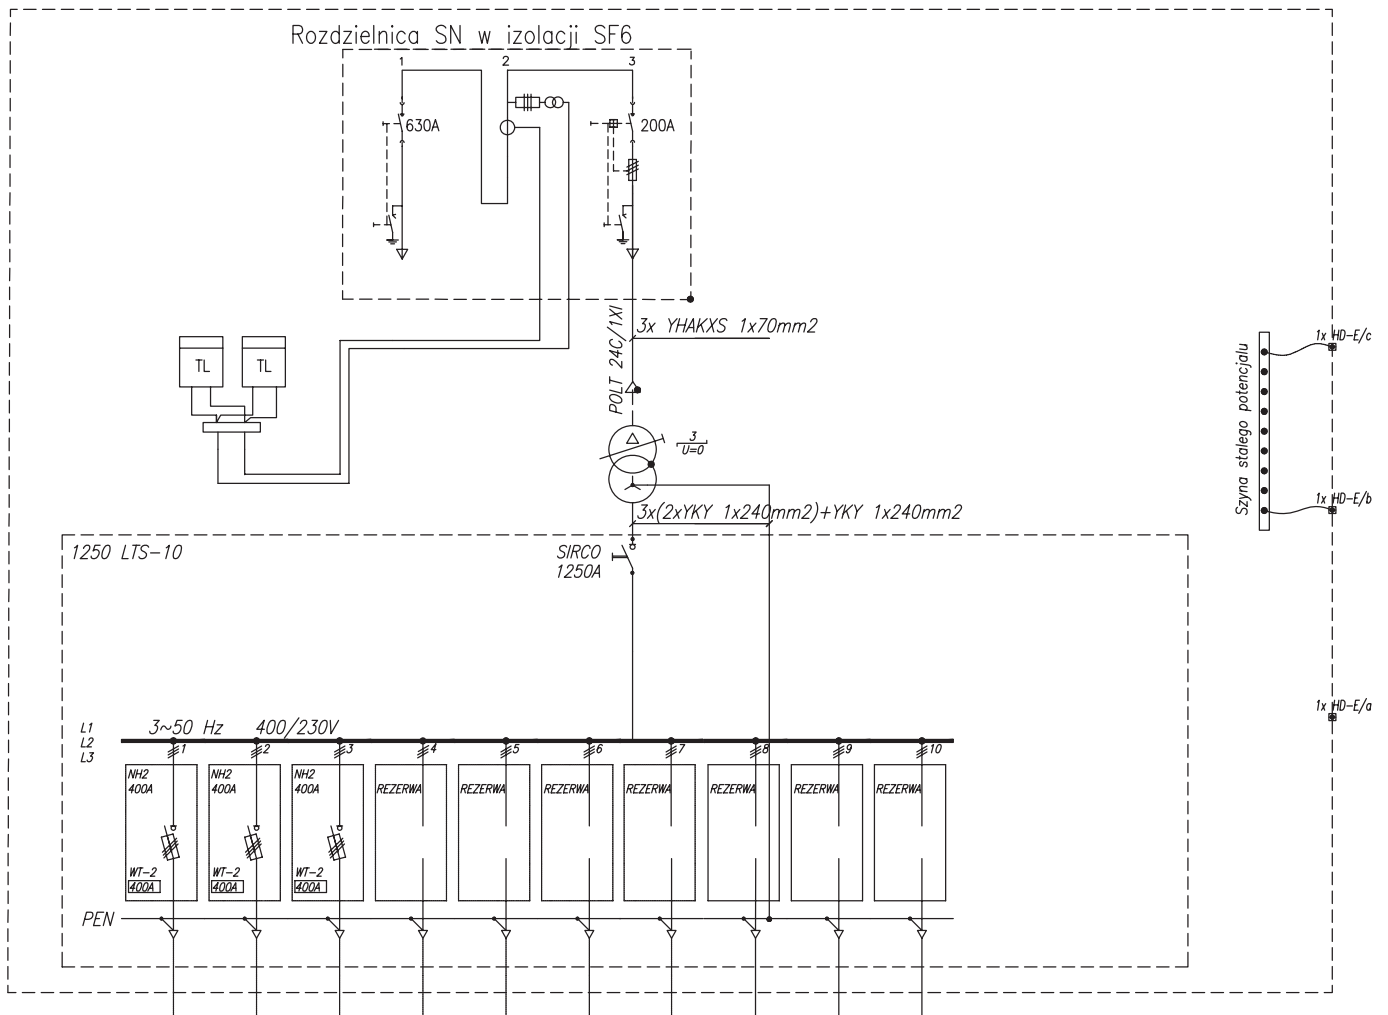 Rozdzielnica SN w izolacji SF6
1 2 3
630A
200A
TL TL
POLT 24C/1XI
3x YHAKXS 1x70mm2
3
U=0
3x(2xYKY 1x240mm2)+YKY 1x240mm2
Szyna stalego potencjalu
1x HD-E/c
1x HD-E/b
1x HD-E/a
1250 LTS-10
SIRCO
1250A
L1
L2
L3
3~50 Hz 400/230V
1 2 3 4 5 6 7 8 9 10
NH2 NH2 NH2
400A 400A 400A REZERWA REZERWA REZERWA REZERWA REZERWA REZERWA REZERWA
WT-2 WT-2 WT-2
400A 400A 400A
PEN